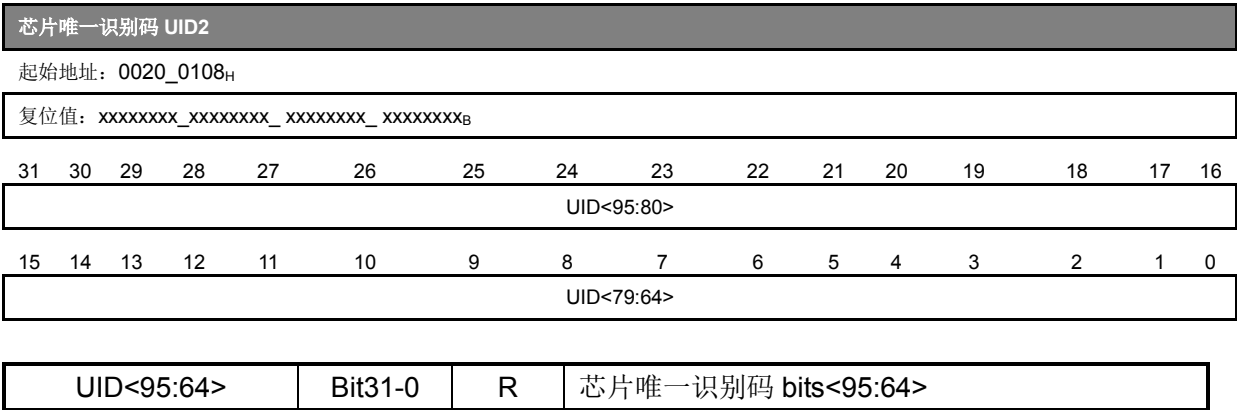 芯片唯一识别码 UID2
起始地址：0020_0108H
复位值：xxxxxxxx_xxxxxxxx_ xxxxxxxx_ xxxxxxxxB
31 30 29 28 27 26 25 24 23 22 21 20 19 18 17 16
UID<95:80>
15 14 13 12 11 10 9 8 7 6 5 4 3 2 1 0
UID<79:64>
UID<95:64> Bit31-0 R 芯片唯一识别码 bits<95:64>